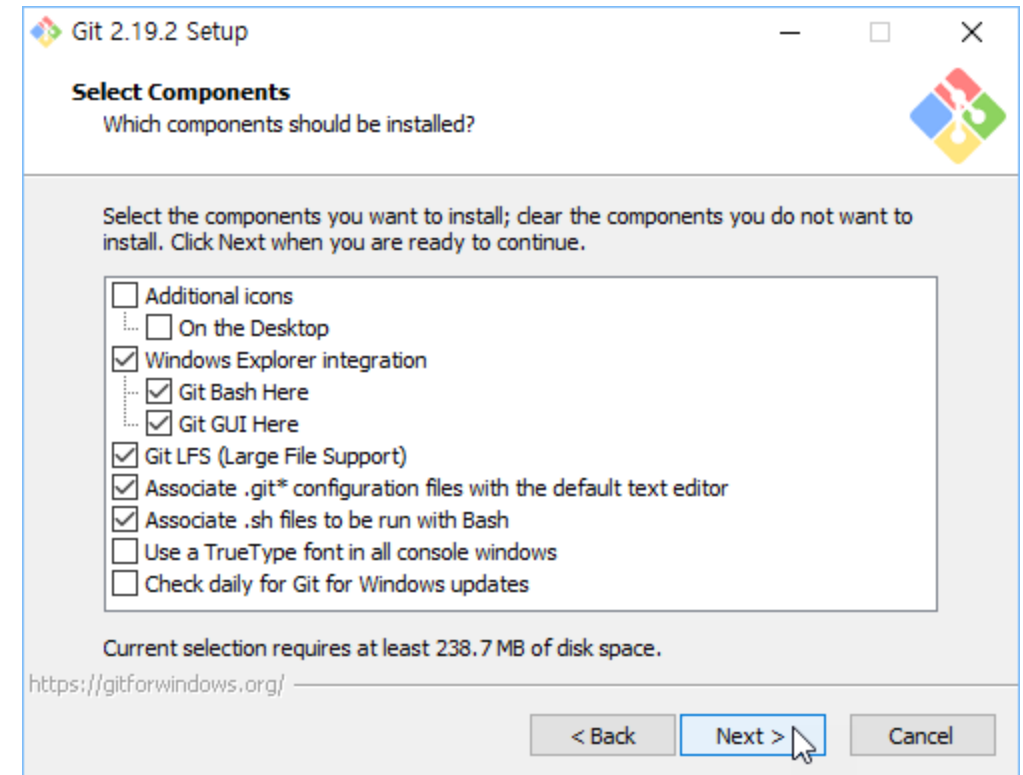 Git 2.19.2 Setup
Select Components
Which components should be installed?
Select the components you want to install; clear the components you do not want to
install. Click Next when you are ready to continue.
Additional icons
On the Desktop
Windows Explorer integration
Git Bash Here
Git GUI Here
Git LFS (Large File Support)
Associate .git* configuration files with the default text editor
Associate .sh files to be run with Bash
Use a TrueType font in all console windows
Check daily for Git for Windows updates
Current selection requires at least 238.7 MB of disk space.
https://gitforwindows.org/
< Back Next > Cancel